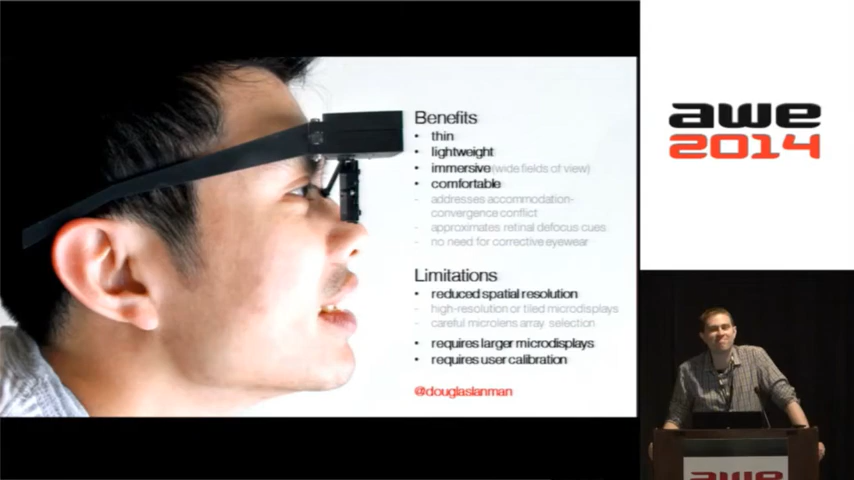 Benefits
• thin
• lightweight
• immersive (wide fields of view)
• comfortable
- addresses accommodation-
convergence conflict
- approximates retinal defocus cues
- no need for corrective eyewear
Limitations
• reduced spatial resolution
- high-resolution or tiled microdisplays
- careful microlens array selection
• requires larger microdisplays
• requires user calibration
@douglaslanman
awe
2014
awe